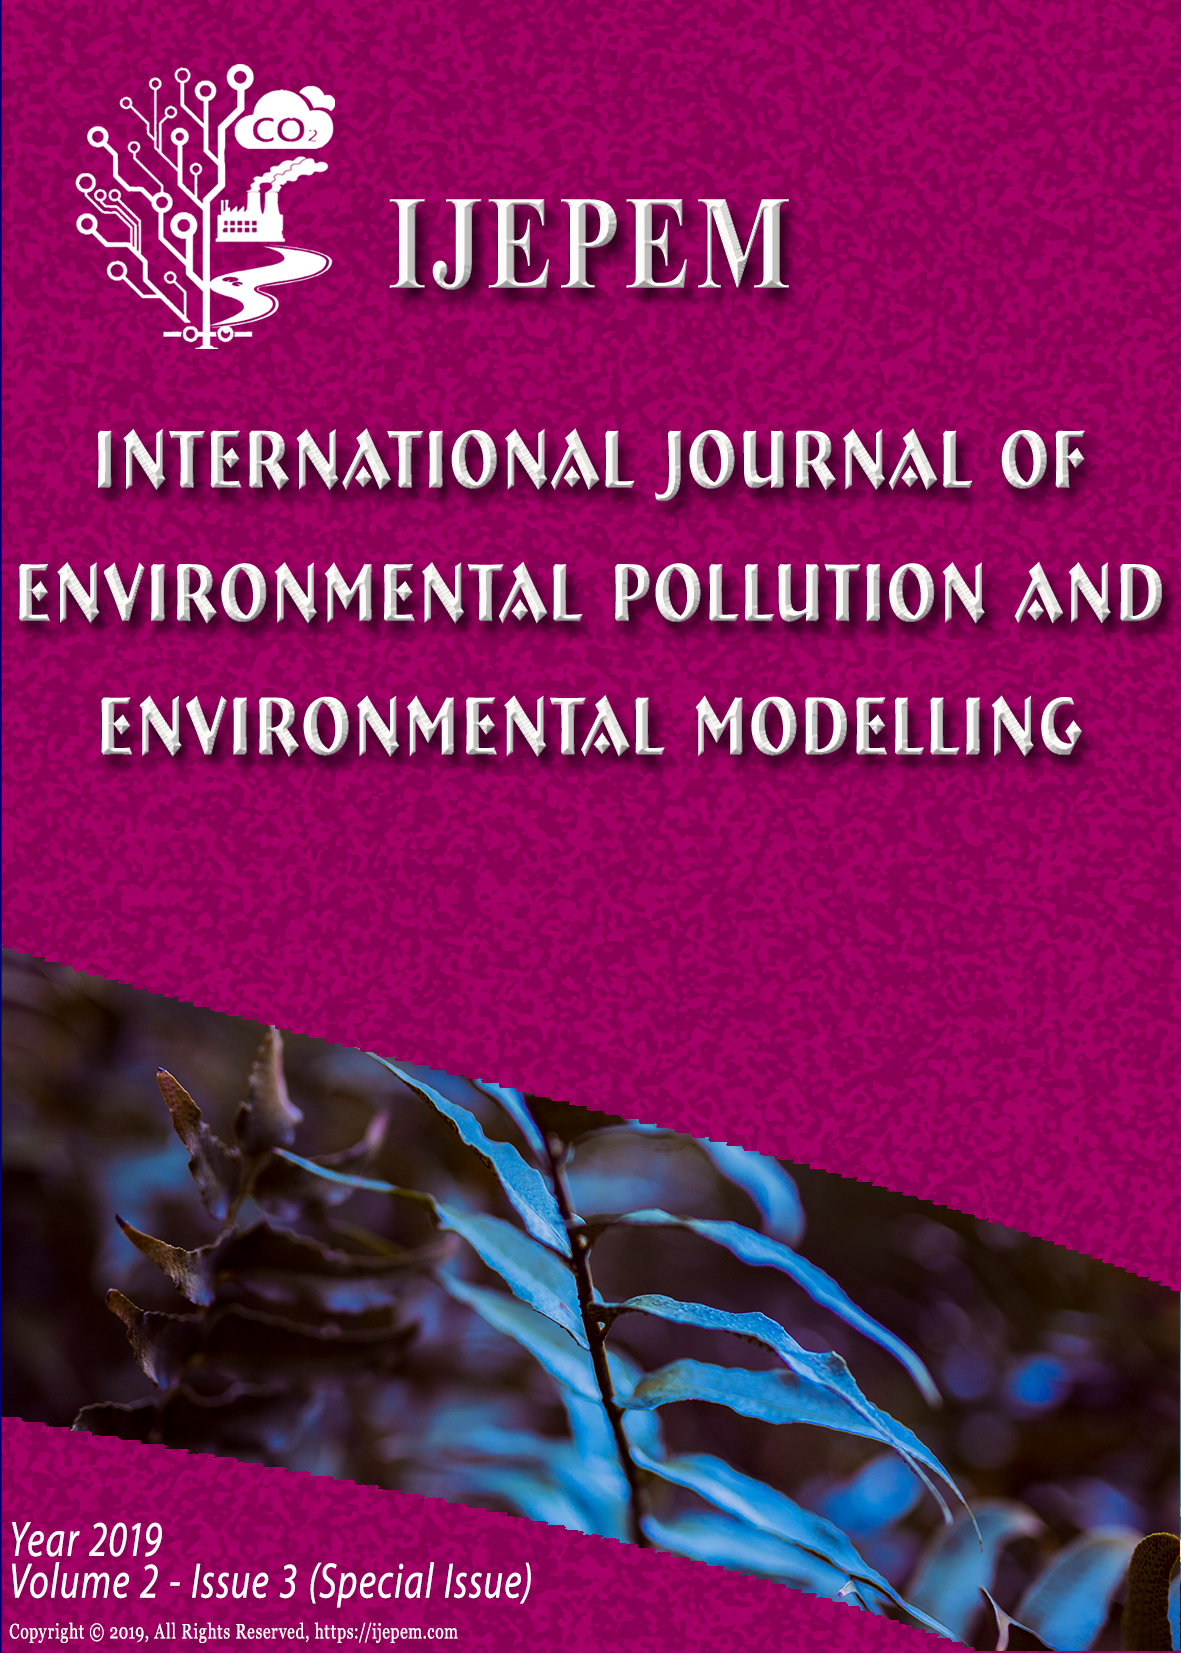 CO2
IJEPEM
INTERNATIONAL JOURNAL OF
ENVIRONMENTAL POLLUTION AND
ENVIRONMENTAL MODELLING
Year 2019
Volume 2 - Issue 3 (Special Issue)
Copyright © 2019, All Rights Reserved, https://ijepem.com